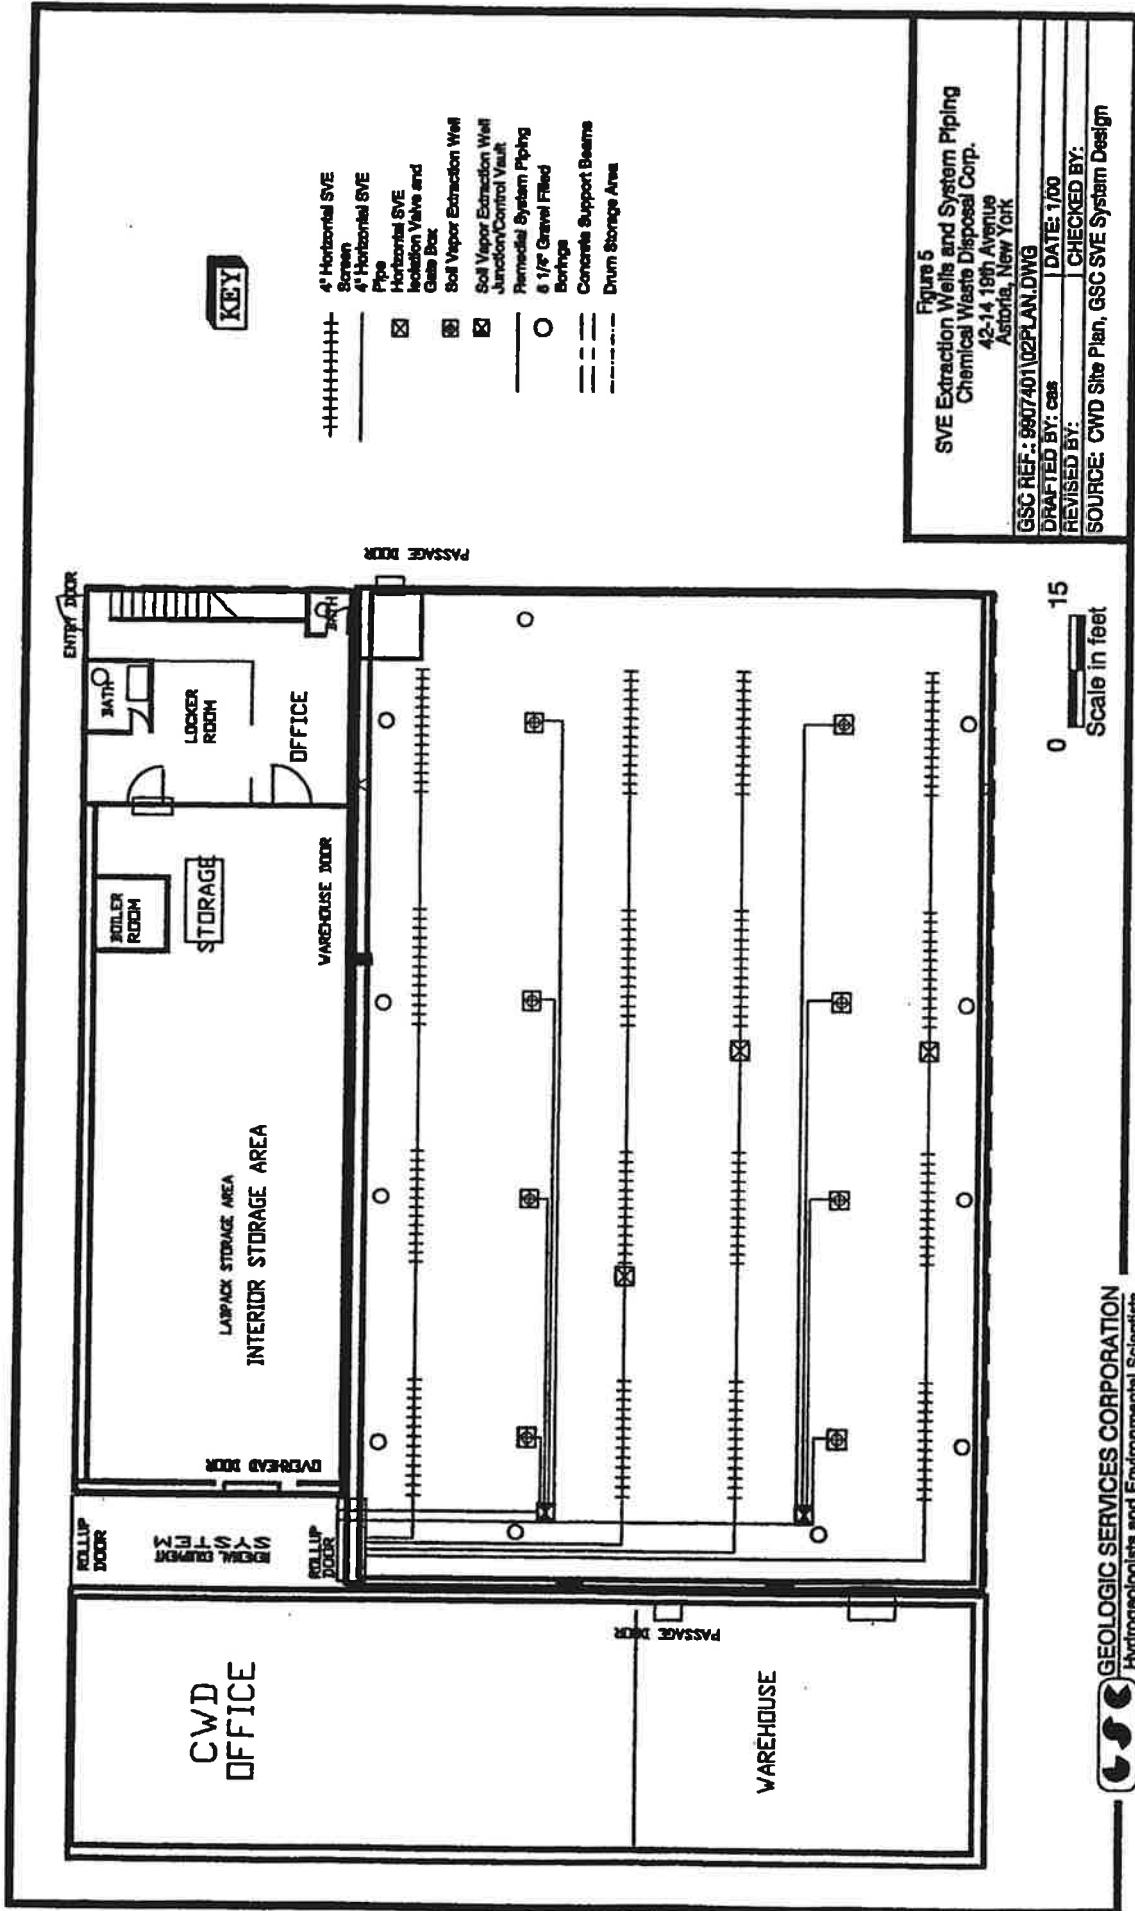 KEY
4" Horizontal SVE
Screen
4" Horizontal SVE
Pipe
Horizontal SVE
Isolation Valve and
Gate Box
Soil Vapor Extraction Well
Soil Vapor Extraction Well
Junction/Control Vault
Remedial System Piping
6 1/4" Gravel Filled
Borings
Concrete Support Beams
Drum Storage Area
ENTRY DOOR
BATH
LOCKER
ROOM
OFFICE
BATH
PASSAGE DOOR
BOILER
ROOM
STORAGE
WAREHOUSE DOOR
LABPACK STORAGE AREA
INTERIOR STORAGE AREA
OVERHEAD DOOR
ROLLUP
DOOR
REMEDIAL EQUIPMENT
SYSTEM
ROLLUP
DOOR
CWD
OFFICE
PASSAGE DOOR
WAREHOUSE
0 15
Scale in feet
Figure 5
SVE Extraction Wells and System Piping
Chemical Waste Disposal Corp.
42-14 19th Avenue
Astoria, New York
GSC REF.: 9907401\02PLAN.DWG
DRAFTED BY: cas DATE: 1/00
REVISED BY: CHECKED BY:
SOURCE: CWD Site Plan, GSC SVE System Design
GSC GEOLOGIC SERVICES CORPORATION
Hydrogeologists and Environmental Scientists